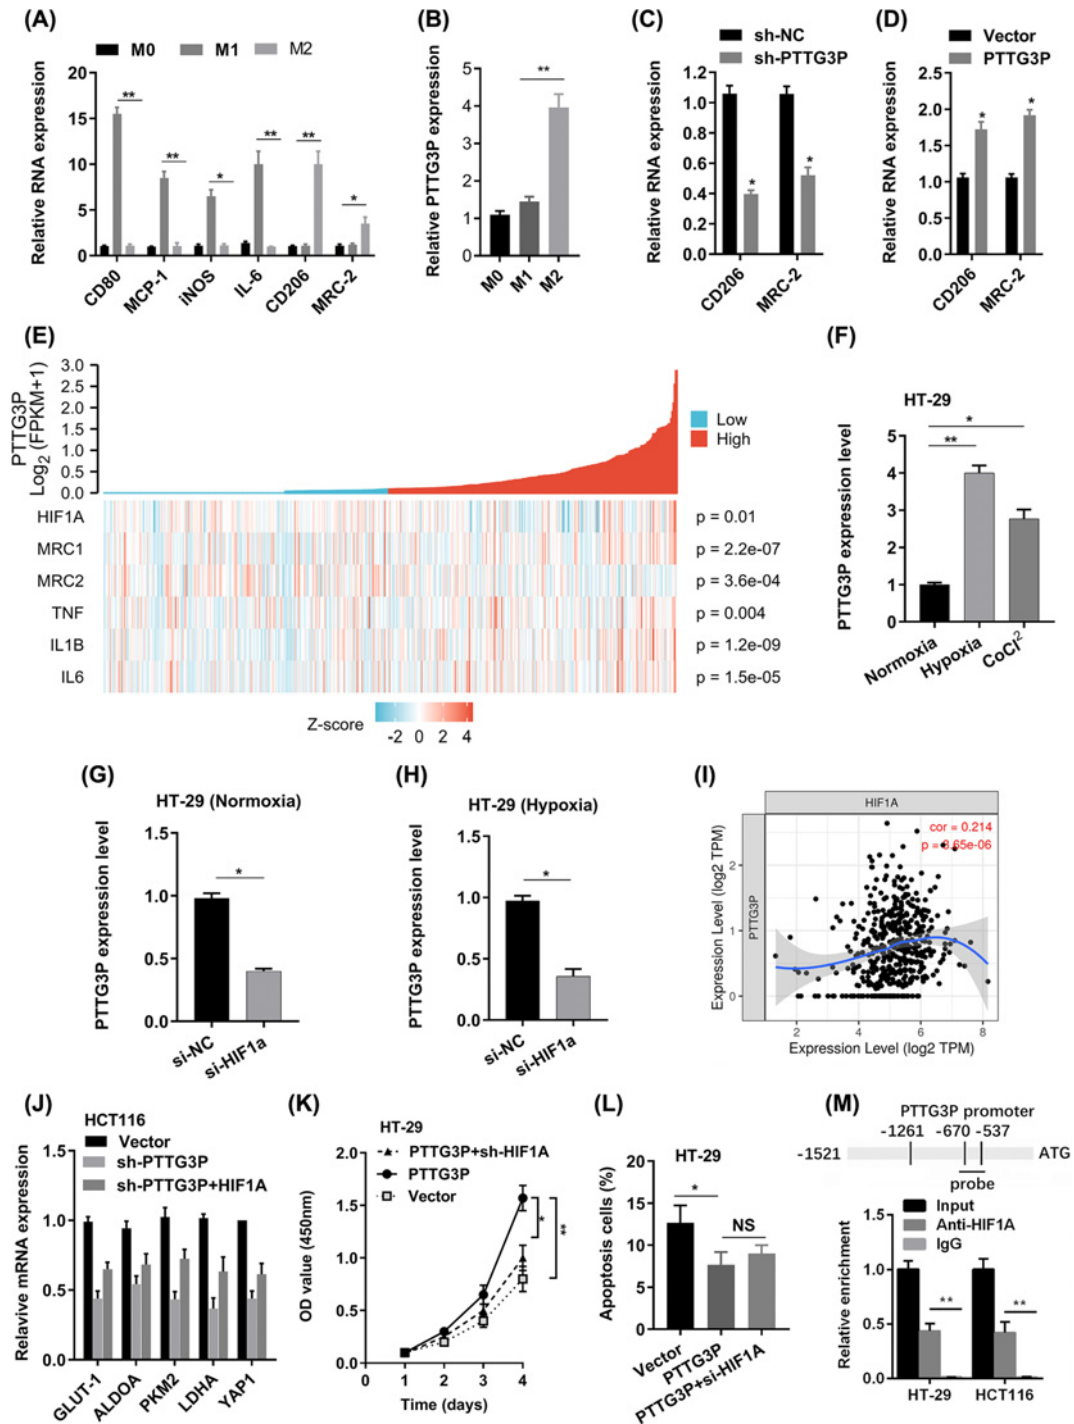 (A)
M0 M1 M2
Relative RNA expression
20
15
10
5
0
** ** * ** ** *
CD80 MCP-1 iNOS IL-6 CD206 MRC-2
(B)
Relative PTTG3P expression
5
4
3
2
1
0
**
M0 M1 M2
(C)
sh-NC
sh-PTTG3P
Relative RNA expression
1.2
1.0
0.8
0.6
0.4
0.2
0.0
* *
CD206 MRC-2
(D)
Vector
PTTG3P
Relative RNA expression
2.5
2.0
1.5
1.0
0.5
0.0
* *
CD206 MRC-2
(E)
PTTG3P
Log2 (FPKM+1)
3.0
2.5
2.0
1.5
1.0
0.5
0.0
Low
High
HIF1A p = 0.01
MRC1 p = 2.2e-07
MRC2 p = 3.6e-04
TNF p = 0.004
IL1B p = 1.2e-09
IL6 p = 1.5e-05
Z-score
-2 0 2 4
(F)
HT-29
PTTG3P expression level
5
4
3
2
1
0
*
**
Normoxia Hypoxia CoCl²
(G)
HT-29 (Normoxia)
PTTG3P expression level
1.5
1.0
0.5
0.0
*
si-NC si-HIF1a
(H)
HT-29 (Hypoxia)
PTTG3P expression level
1.5
1.0
0.5
0.0
*
si-NC si-HIF1a
(I)
HIF1A
PTTG3P
cor = 0.214
Expression Level (log2 TPM)
2
1
0
2 4 6 8
Expression Level (log2 TPM)
(J)
HCT116
Vector
sh-PTTG3P
sh-PTTG3P+HIF1A
Relavive mRNA expression
1.5
1.0
0.5
0.0
GLUT-1 ALDOA PKM2 LDHA YAP1
(K)
HT-29
PTTG3P+sh-HIF1A
PTTG3P
Vector
OD value (450nm)
2.0
1.5
1.0
0.5
0.0
* **
1 2 3 4
Time (days)
(L)
HT-29
Apoptosis cells (%)
20
15
10
5
0
* NS
Vector PTTG3P PTTG3P+si-HIF1A
(M)
PTTG3P promoter
-1261 -670 -537
-1521 ATG
probe
Input
Anti-HIF1A
IgG
Relative enrichment
1.5
1.0
0.5
0.0
** **
HT-29 HCT116